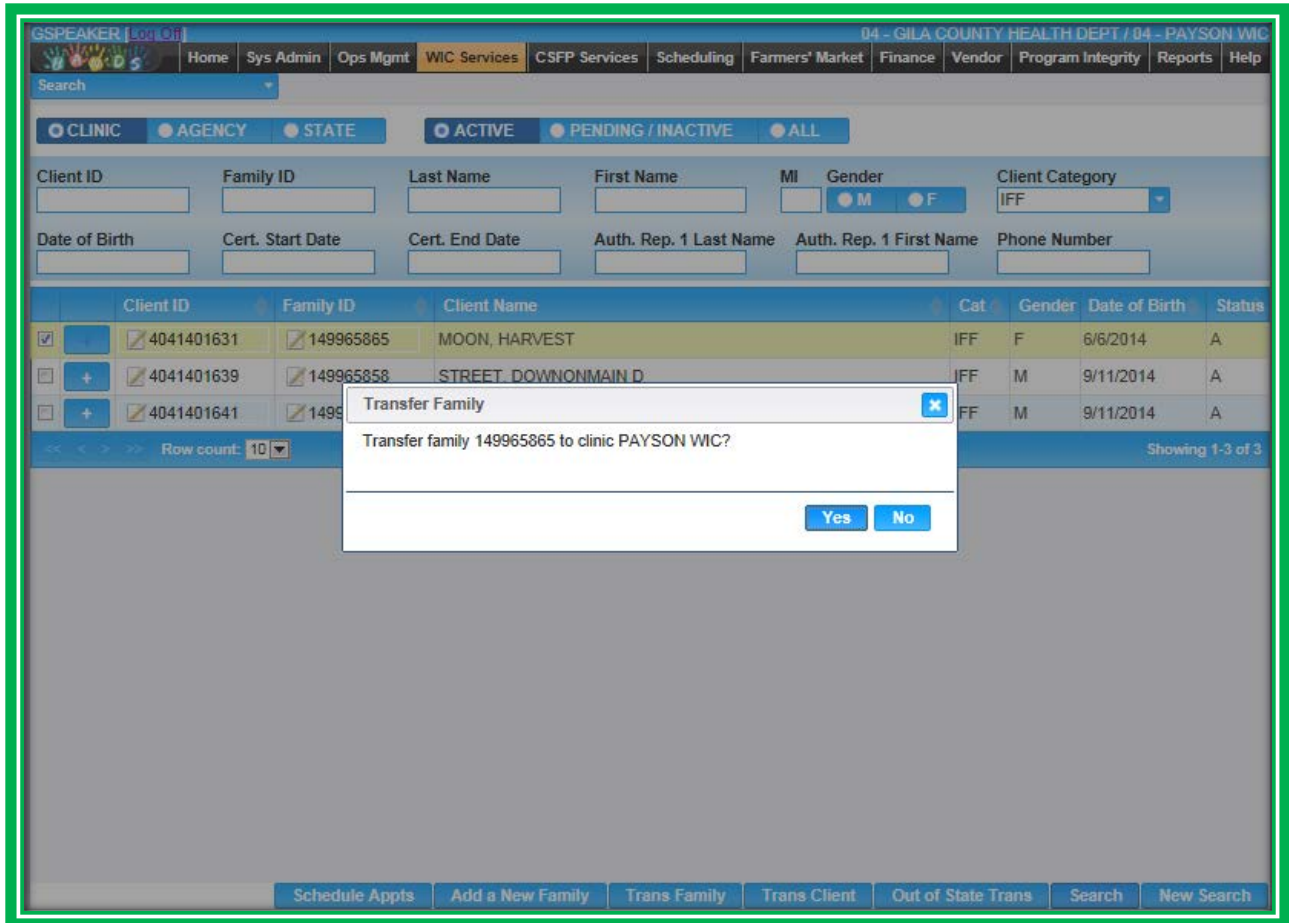 GSPEAKER [Log Off] 04 - GILA COUNTY HEALTH DEPT / 04 - PAYSON WIC
HANDS Home Sys Admin Ops Mgmt WIC Services CSFP Services Scheduling Farmers' Market Finance Vendor Program Integrity Reports Help
Search
CLINIC AGENCY STATE ACTIVE PENDING / INACTIVE ALL
Client ID Family ID Last Name First Name MI Gender Client Category
M F IFF
Date of Birth Cert. Start Date Cert. End Date Auth. Rep. 1 Last Name Auth. Rep. 1 First Name Phone Number
Client ID Family ID Client Name Cat Gender Date of Birth Status
+ 4041401631 149965865 MOON, HARVEST IFF F 6/6/2014 A
+ 4041401639 149965858 STREET, DOWNONMAIN D IFF M 9/11/2014 A
+ 4041401641 1499 FF M 9/11/2014 A
Transfer Family
Transfer family 149965865 to clinic PAYSON WIC?
<< < > >> Row count: 10 Showing 1-3 of 3
Yes No
Schedule Appts Add a New Family Trans Family Trans Client Out of State Trans Search New Search